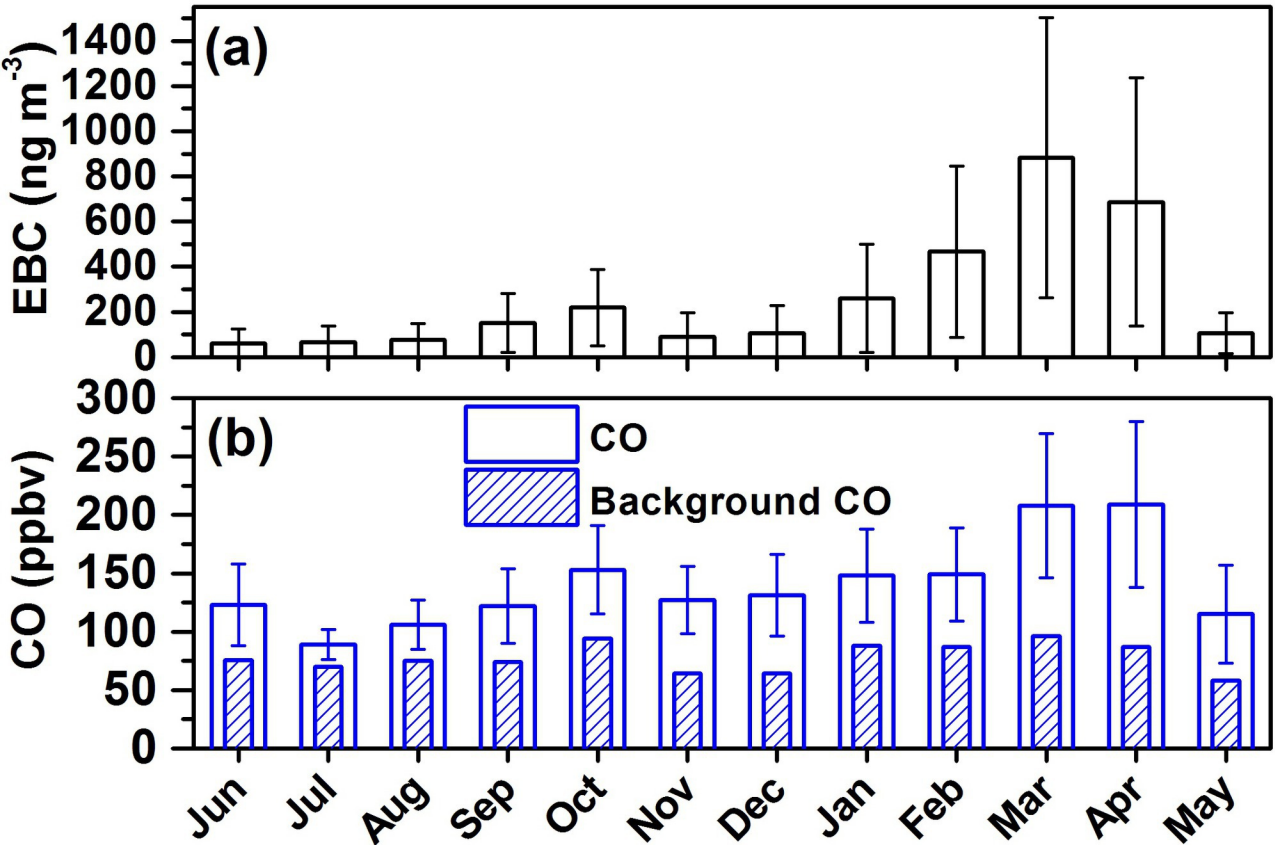 (a)
EBC (ng m⁻³)
1400
1200
1000
800
600
400
200
0
(b)
CO (ppbv)
300
250
200
150
100
50
0
CO
Background CO
Jun Jul Aug Sep Oct Nov Dec Jan Feb Mar Apr May